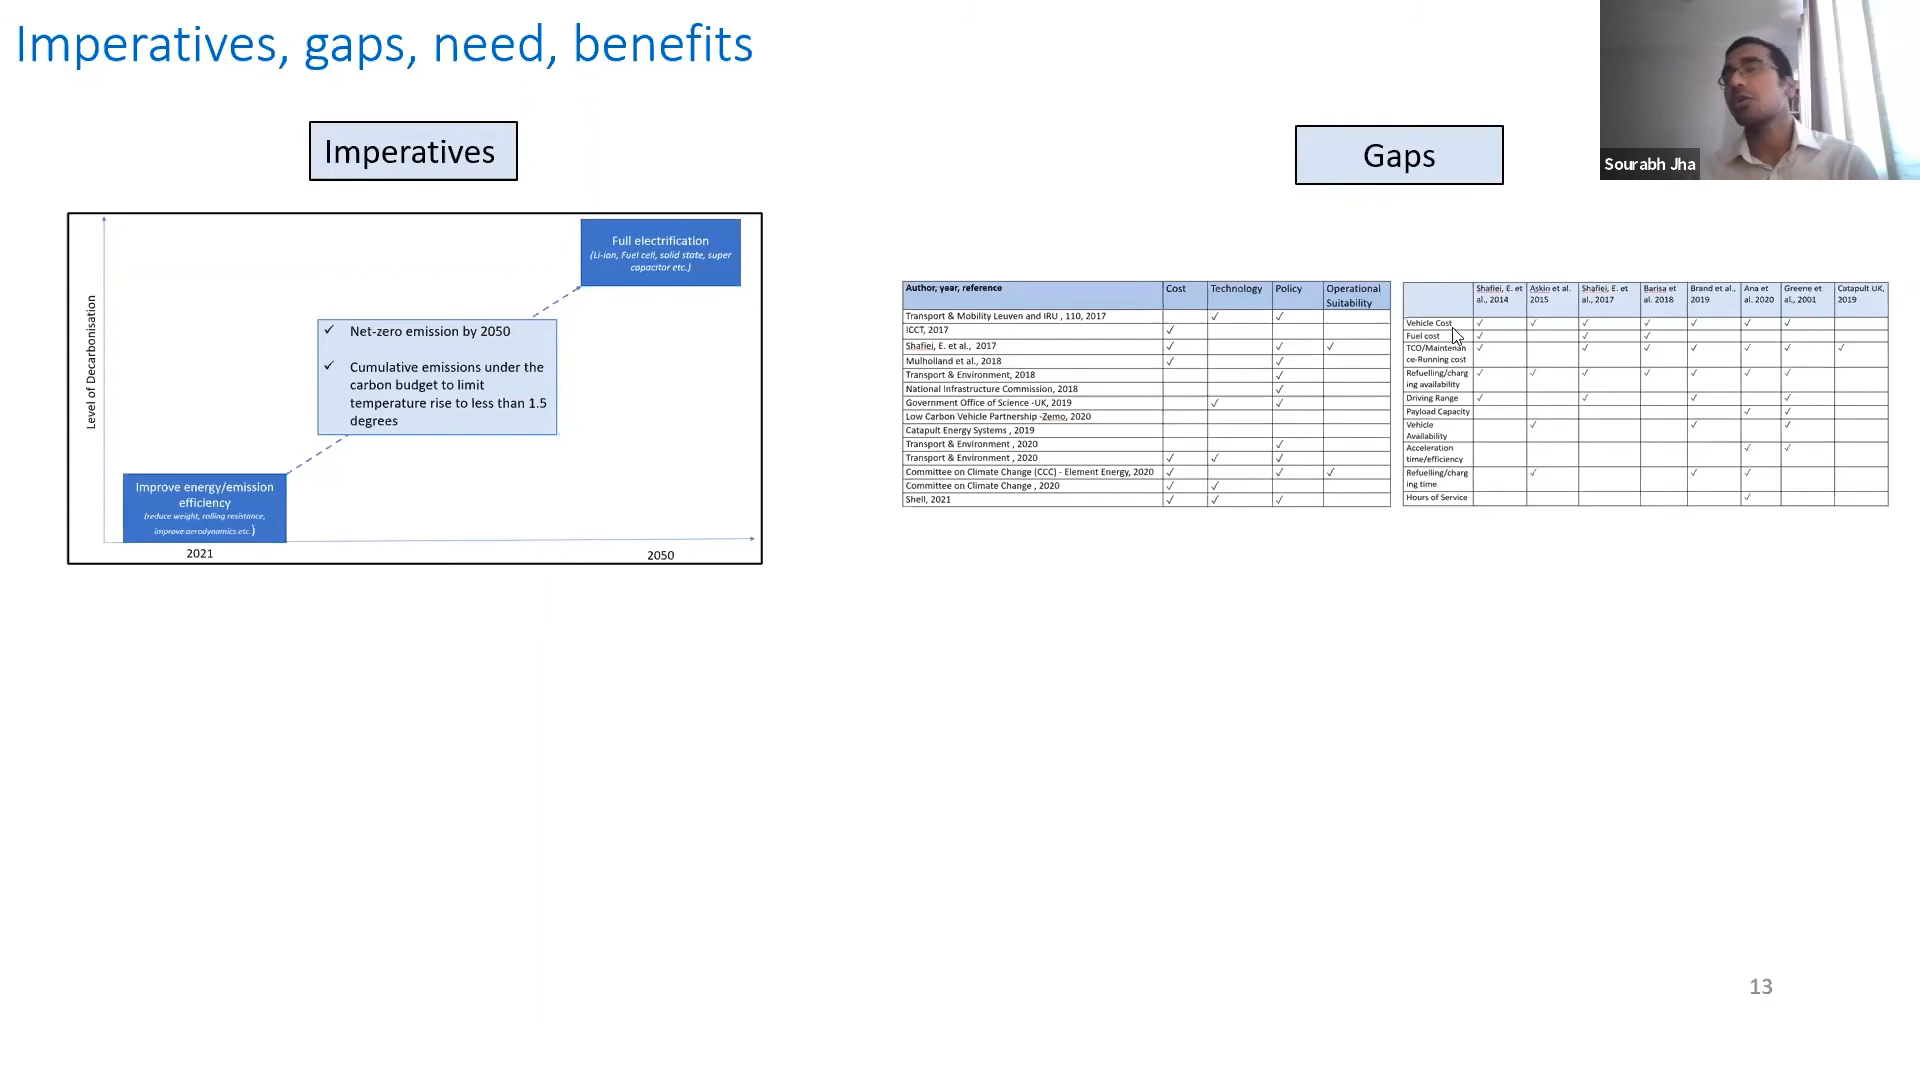 Imperatives, gaps, need, benefits
Sourabh Jha
Imperatives
Level of Decarbonisation
Full electrification
(Li-ion, Fuel cell, solid state, super
capacitor etc.)
✓ Net-zero emission by 2050
✓ Cumulative emissions under the
carbon budget to limit
temperature rise to less than 1.5
degrees
Improve energy/emission
efficiency
(reduce weight, rolling resistance,
improve aerodynamics etc.)
2021
2050
Gaps
Author, year, reference Cost Technology Policy Operational
Suitability
Transport & Mobility Leuven and IRU , 110, 2017 ✓ ✓
ICCT, 2017 ✓
Shafiei, E. et al., 2017 ✓ ✓ ✓
Mulholland et al., 2018 ✓ ✓
Transport & Environment, 2018 ✓
National Infrastructure Commission, 2018 ✓
Government Office of Science -UK, 2019 ✓ ✓
Low Carbon Vehicle Partnership -Zemo, 2020
Catapult Energy Systems , 2019
Transport & Environment , 2020 ✓
Transport & Environment , 2020 ✓ ✓ ✓
Committee on Climate Change (CCC) - Element Energy, 2020 ✓ ✓ ✓
Committee on Climate Change , 2020 ✓ ✓
Shell, 2021 ✓ ✓ ✓
Shafiei, E. et Askin et al. Shafiei, E. et Barisa et Brand et al., Ana et Greene et Catapult UK,
al., 2014 2015 al., 2017 al. 2018 2019 al. 2020 al., 2001 2019
Vehicle Cost ✓ ✓ ✓ ✓ ✓ ✓ ✓
Fuel cost ✓ ✓ ✓
TCO/Maintenan ✓ ✓ ✓ ✓ ✓ ✓ ✓
ce-Running cost
Refuelling/charg ✓ ✓ ✓ ✓ ✓ ✓ ✓
ing availability
Driving Range ✓ ✓ ✓ ✓
Payload Capacity ✓ ✓
Vehicle ✓ ✓ ✓
Availability
Acceleration ✓ ✓
time/efficiency
Refuelling/charg ✓ ✓ ✓
ing time
Hours of Service ✓
13